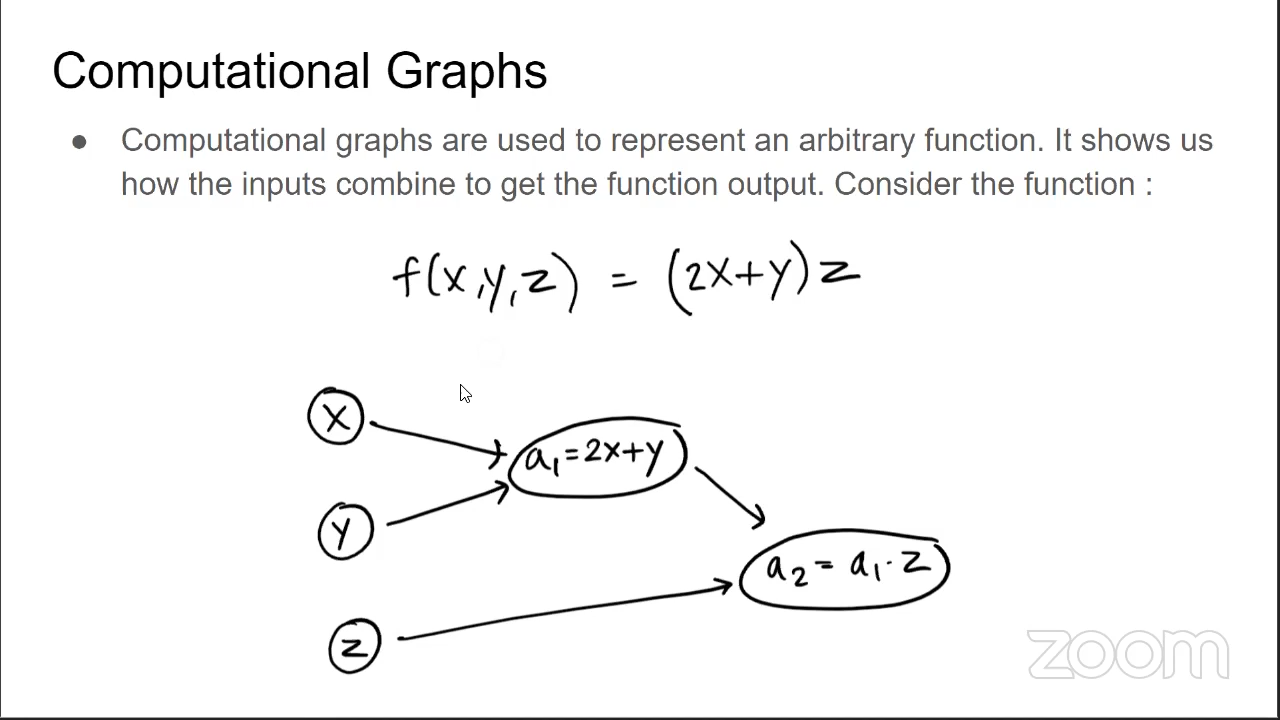 Computational Graphs
● Computational graphs are used to represent an arbitrary function. It shows us
how the inputs combine to get the function output. Consider the function :
f(x,y,z) = (2x+y)z
x
a₁=2x+y
y
a₂ = a₁·z
z
zoom